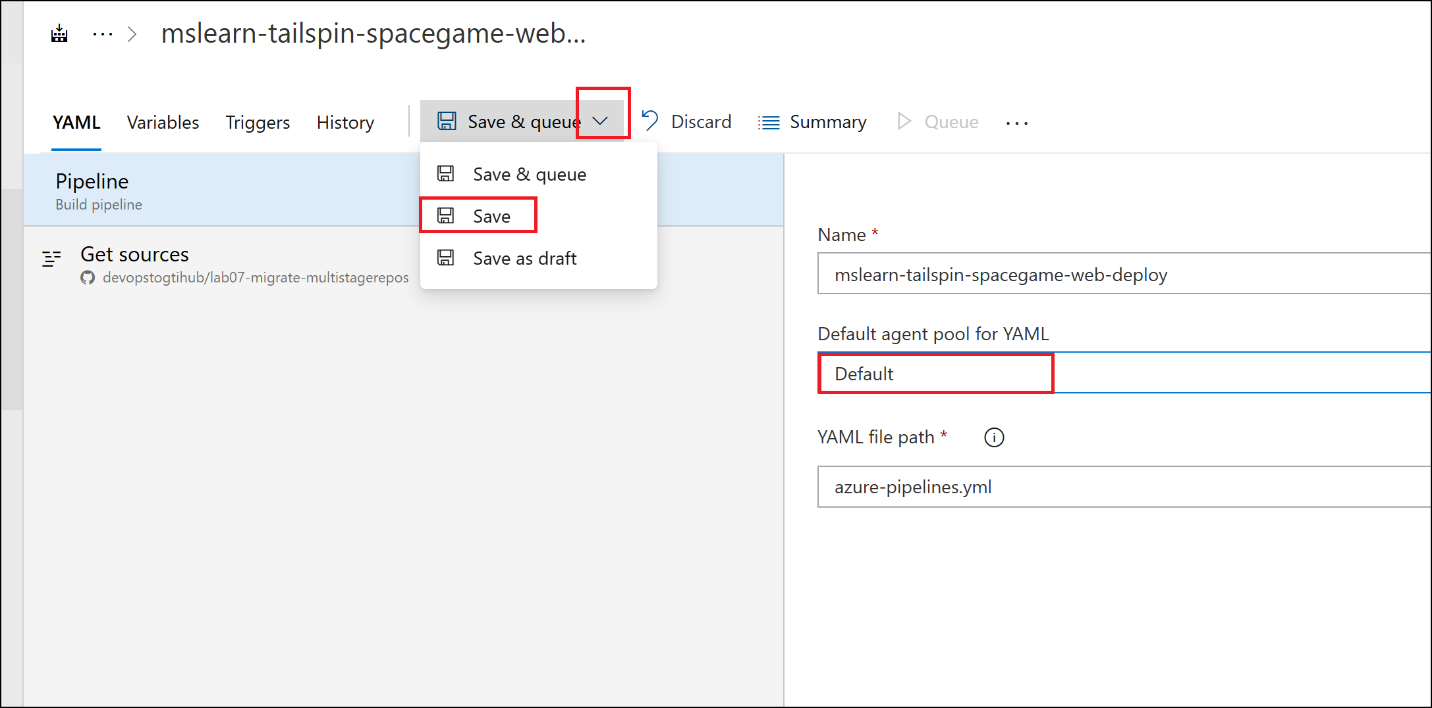 mslearn-tailspin-spacegame-web...
YAML Variables Triggers History Save & queue Discard Summary Queue
Pipeline
Build pipeline
Get sources
devopstogtihub/lab07-migrate-multistagerepos
Save & queue
Save
Save as draft
Name *
mslearn-tailspin-spacegame-web-deploy
Default agent pool for YAML
Default
YAML file path *
azure-pipelines.yml